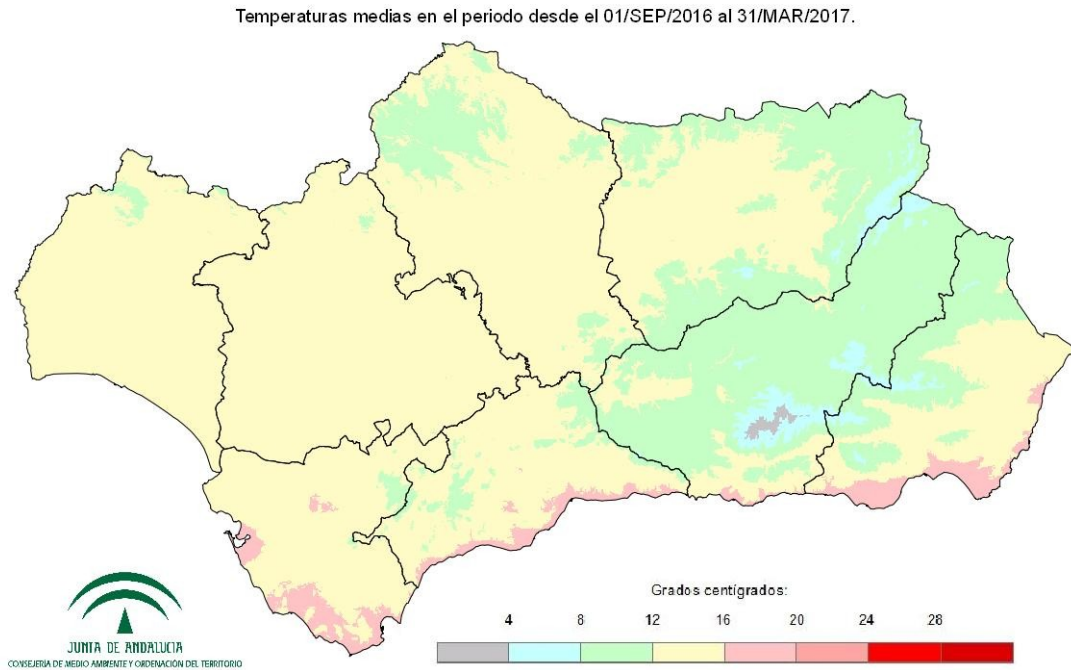 Temperaturas medias en el periodo desde el 01/SEP/2016 al 31/MAR/2017.
Grados centígrados:
4 8 12 16 20 24 28
JUNTA DE ANDALUCIA
CONSEJERIA DE MEDIO AMBIENTE Y ORDENACIÓN DEL TERRITORIO